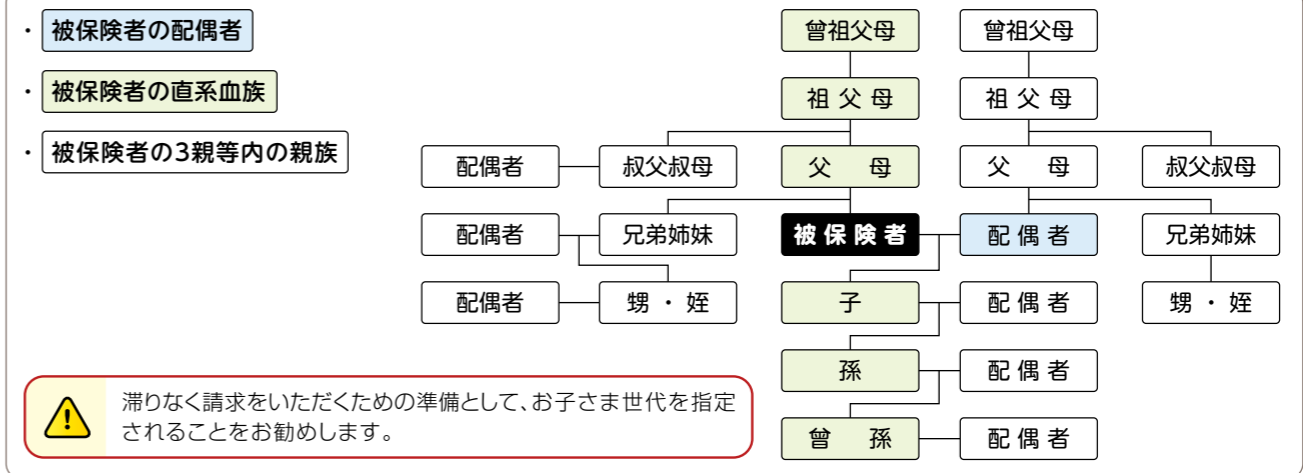 ・被保険者の配偶者
・被保険者の直系血族
・被保険者の3親等内の親族
曾祖父母 曾祖父母
祖父母 祖父母
配偶者 叔父叔母 父母 父母 叔父叔母
配偶者 兄弟姉妹 被保険者 配偶者 兄弟姉妹
配偶者 甥・姪 子 配偶者 甥・姪
孫 配偶者
曾孫 配偶者
滞りなく請求をいただくための準備として、お子さま世代を指定
されることをお勧めします。